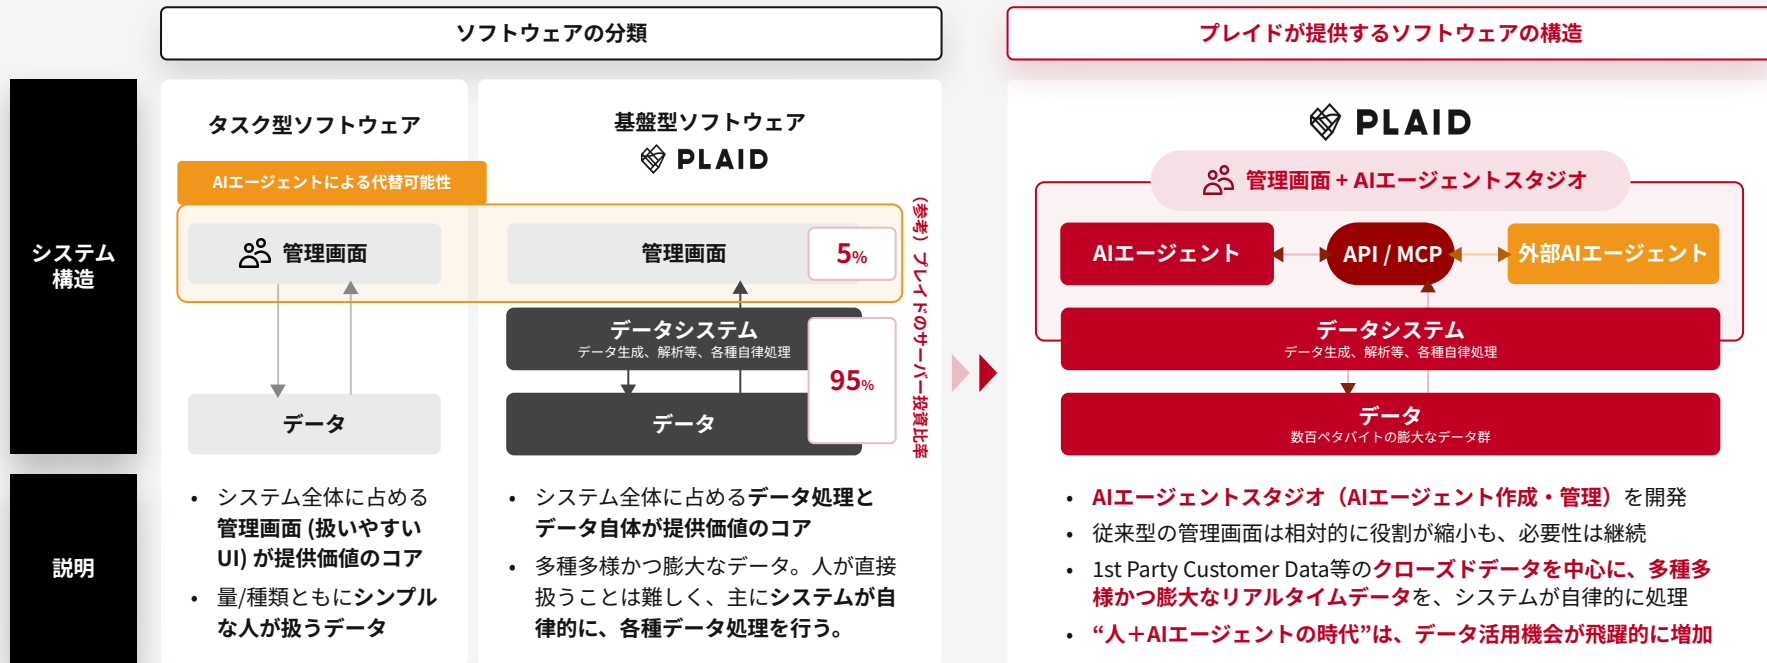 ソフトウェアの分類
プレイドが提供するソフトウェアの構造
システム
構造
タスク型ソフトウェア
AIエージェントによる代替可能性
管理画面
データ
基盤型ソフトウェア
PLAID
管理画面
5%
データシステム
データ生成、解析等、各種自律処理
95%
データ
（参考）プレイドのサーバー投資比率
PLAID
管理画面 + AIエージェントスタジオ
AIエージェント
API / MCP
外部AIエージェント
データシステム
データ生成、解析等、各種自律処理
データ
数百ペタバイトの膨大なデータ群
説明
• システム全体に占める
管理画面 (扱いやすい
UI) が提供価値のコア
• 量/種類ともにシンプル
な人が扱うデータ
• システム全体に占めるデータ処理と
データ自体が提供価値のコア
• 多種多様かつ膨大なデータ。人が直接
扱うことは難しく、主にシステムが自
律的に、各種データ処理を行う。
• AIエージェントスタジオ（AIエージェント作成・管理）を開発
• 従来型の管理画面は相対的に役割が縮小も、必要性は継続
• 1st Party Customer Data等のクローズドデータを中心に、多種多
様かつ膨大なリアルタイムデータを、システムが自律的に処理
• “人＋AIエージェントの時代”は、データ活用機会が飛躍的に増加